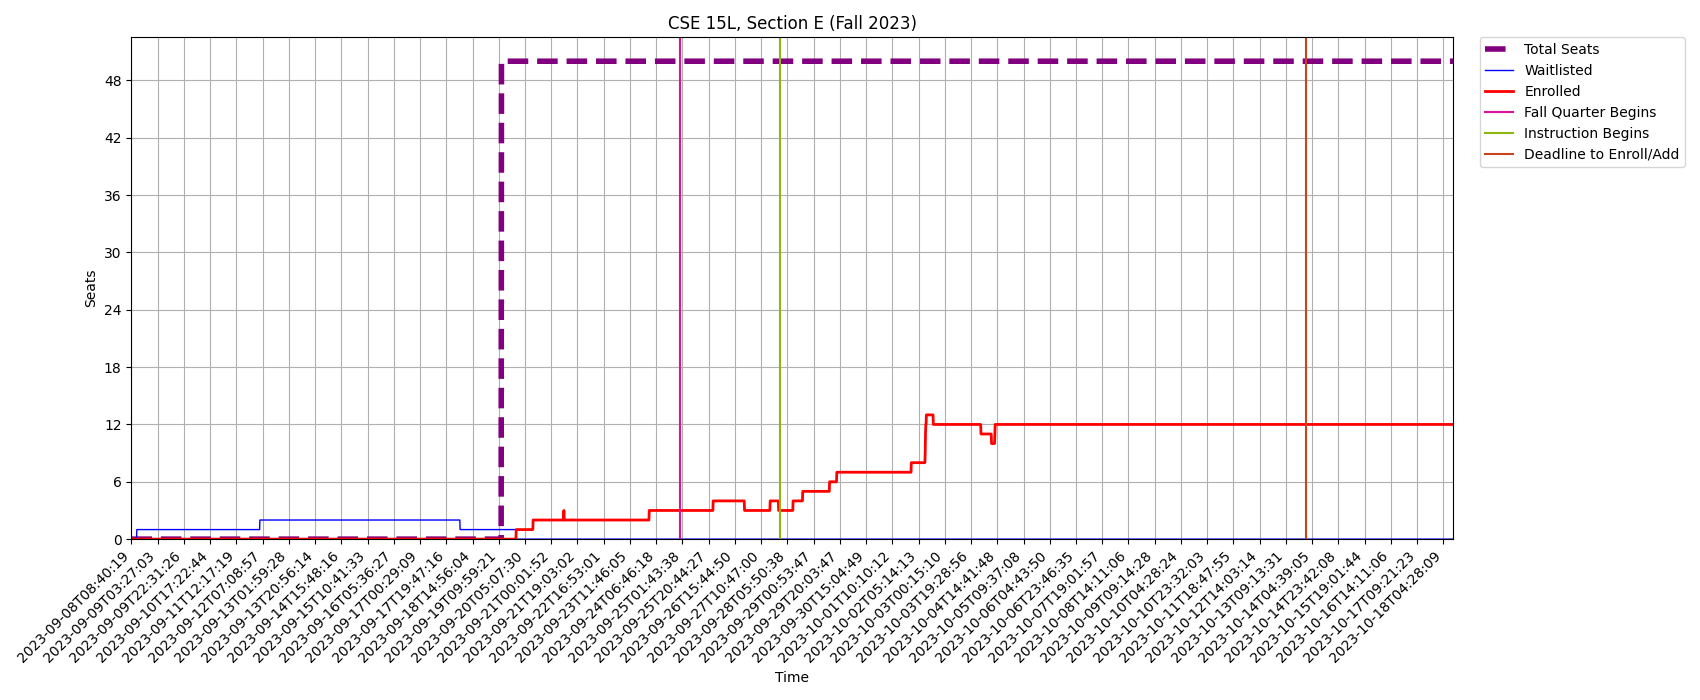 CSE 15L, Section E (Fall 2023)
Total Seats
Waitlisted
Enrolled
Fall Quarter Begins
Instruction Begins
Deadline to Enroll/Add
Seats
48
42
36
30
24
18
12
6
0
2023-09-08T08:40:19
2023-09-09T03:27:03
2023-09-09T22:31:26
2023-09-10T17:22:44
2023-09-11T12:17:19
2023-09-12T07:08:57
2023-09-13T01:59:28
2023-09-13T20:56:14
2023-09-14T15:48:16
2023-09-15T10:41:33
2023-09-16T05:36:27
2023-09-17T00:29:09
2023-09-17T19:47:16
2023-09-18T14:56:04
2023-09-19T09:59:21
2023-09-20T05:07:30
2023-09-21T00:01:52
2023-09-21T19:03:02
2023-09-22T16:53:01
2023-09-23T11:46:05
2023-09-24T06:46:18
2023-09-25T01:43:38
2023-09-25T20:44:27
2023-09-26T15:44:50
2023-09-27T10:47:00
2023-09-28T05:50:38
2023-09-29T00:53:47
2023-09-29T20:03:47
2023-09-30T15:04:49
2023-10-01T10:10:12
2023-10-02T05:14:13
2023-10-03T00:15:10
2023-10-03T19:28:56
2023-10-04T14:41:48
2023-10-05T09:37:08
2023-10-06T04:43:50
2023-10-06T23:46:35
2023-10-07T19:01:57
2023-10-08T14:11:06
2023-10-09T09:14:28
2023-10-10T04:28:24
2023-10-10T23:32:03
2023-10-11T18:47:55
2023-10-12T14:03:14
2023-10-13T09:13:31
2023-10-14T04:39:05
2023-10-14T23:42:08
2023-10-15T19:01:44
2023-10-16T14:11:06
2023-10-17T09:21:23
2023-10-18T04:28:09
Time